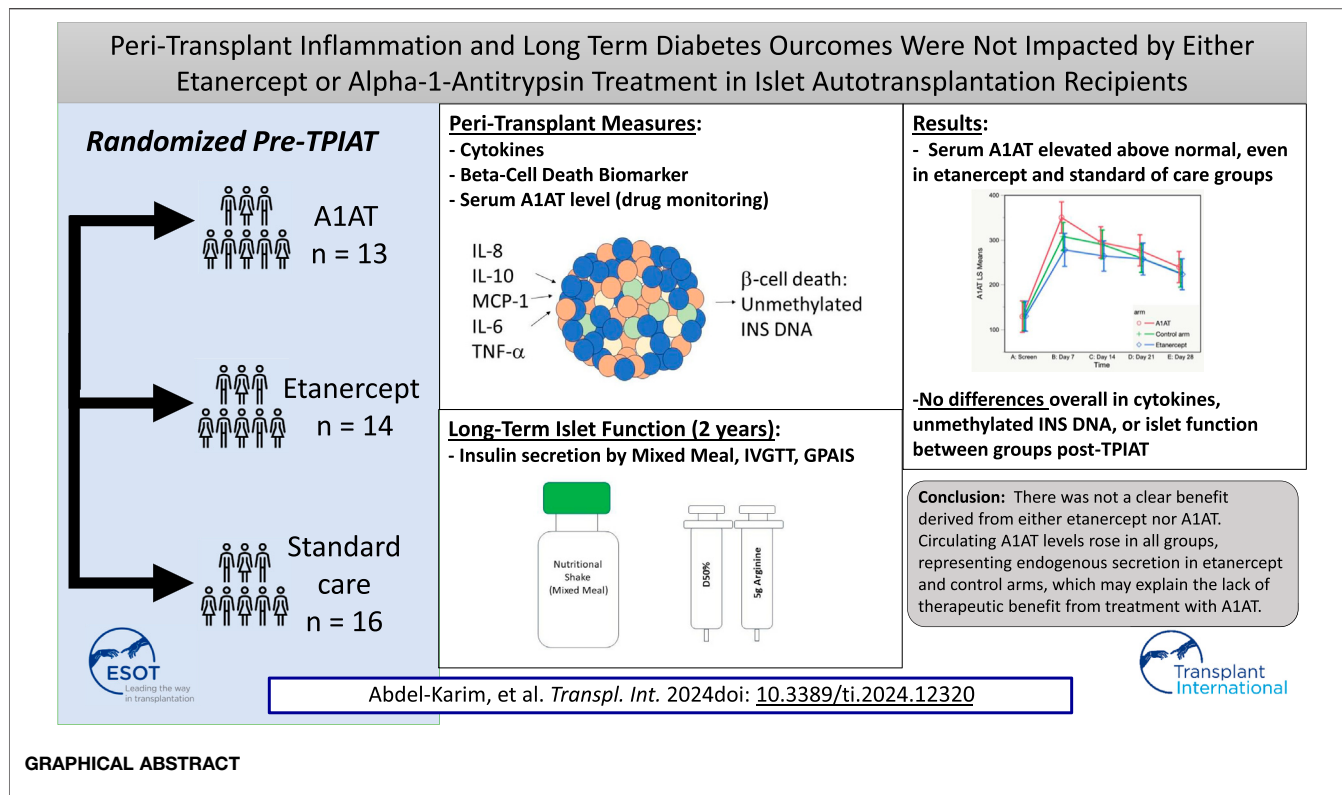 Peri-Transplant Inflammation and Long Term Diabetes Ourcomes Were Not Impacted by Either
Etanercept or Alpha-1-Antitrypsin Treatment in Islet Autotransplantation Recipients
Randomized Pre-TPIAT
A1AT
n = 13
Etanercept
n = 14
Standard
care
n = 16
ESOT
Leading the way
in transplantation
Peri-Transplant Measures:
- Cytokines
- Beta-Cell Death Biomarker
- Serum A1AT level (drug monitoring)
IL-8
IL-10
MCP-1
IL-6
TNF-α
β-cell death:
Unmethylated
INS DNA
Long-Term Islet Function (2 years):
- Insulin secretion by Mixed Meal, IVGTT, GPAIS
Nutritional
Shake
(Mixed Meal)
D50%
5g Arginine
Results:
- Serum A1AT elevated above normal, even
in etanercept and standard of care groups
400
300
200
100
A1AT LS Means
arm
A1AT
Control arm
Etanercept
A: Screen B: Day 7 C: Day 14 D: Day 21 E: Day 28
Time
-No differences overall in cytokines,
unmethylated INS DNA, or islet function
between groups post-TPIAT
Conclusion: There was not a clear benefit
derived from either etanercept nor A1AT.
Circulating A1AT levels rose in all groups,
representing endogenous secretion in etanercept
and control arms, which may explain the lack of
therapeutic benefit from treatment with A1AT.
Transplant
International
Abdel-Karim, et al. Transpl. Int. 2024doi: 10.3389/ti.2024.12320
GRAPHICAL ABSTRACT